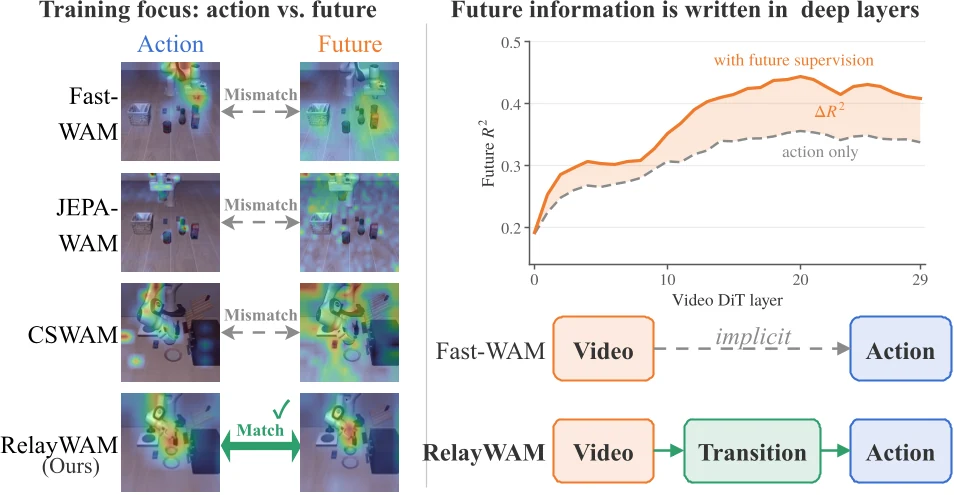 Training focus: action vs. future
Action
Future
Fast-
WAM
Mismatch
JEPA-
WAM
Mismatch
CSWAM
Mismatch
RelayWAM
(Ours)
✓
Match
Future information is written in deep layers
0.5
0.4
0.3
0.2
Future R²
with future supervision
ΔR²
action only
0
10
20
29
Video DiT layer
Fast-WAM
Video
implicit
Action
RelayWAM
Video
Transition
Action